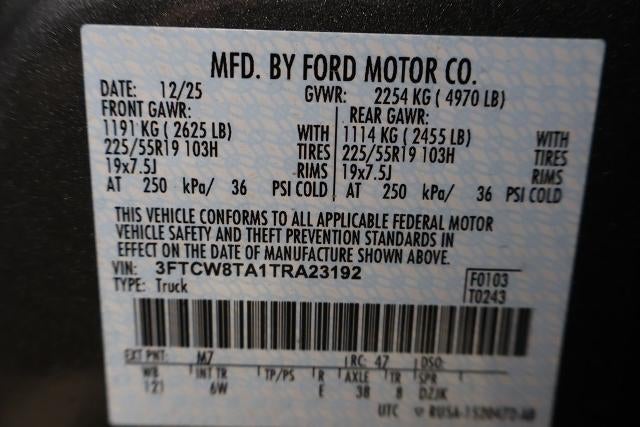 MFD. BY FORD MOTOR CO.
DATE: 12/25 GVWR: 2254 KG ( 4970 LB)
FRONT GAWR: REAR GAWR:
1191 KG ( 2625 LB) WITH 1114 KG ( 2455 LB) WITH
225/55R19 103H TIRES 225/55R19 103H TIRES
19x7.5J RIMS 19x7.5J RIMS
AT 250 kPa/ 36 PSI COLD AT 250 kPa/ 36 PSI COLD
THIS VEHICLE CONFORMS TO ALL APPLICABLE FEDERAL MOTOR
VEHICLE SAFETY AND THEFT PREVENTION STANDARDS IN
EFFECT ON THE DATE OF MANUFACTURE SHOWN ABOVE.
VIN: 3FTCW8TA1TRA23192 F0103
TYPE: Truck T0243
EXT PNT: M7 RC: 47 DSO:
WB INT TR TP/PS R AXLE TR SPR
121 6W E 38 8 DZJK
UTC